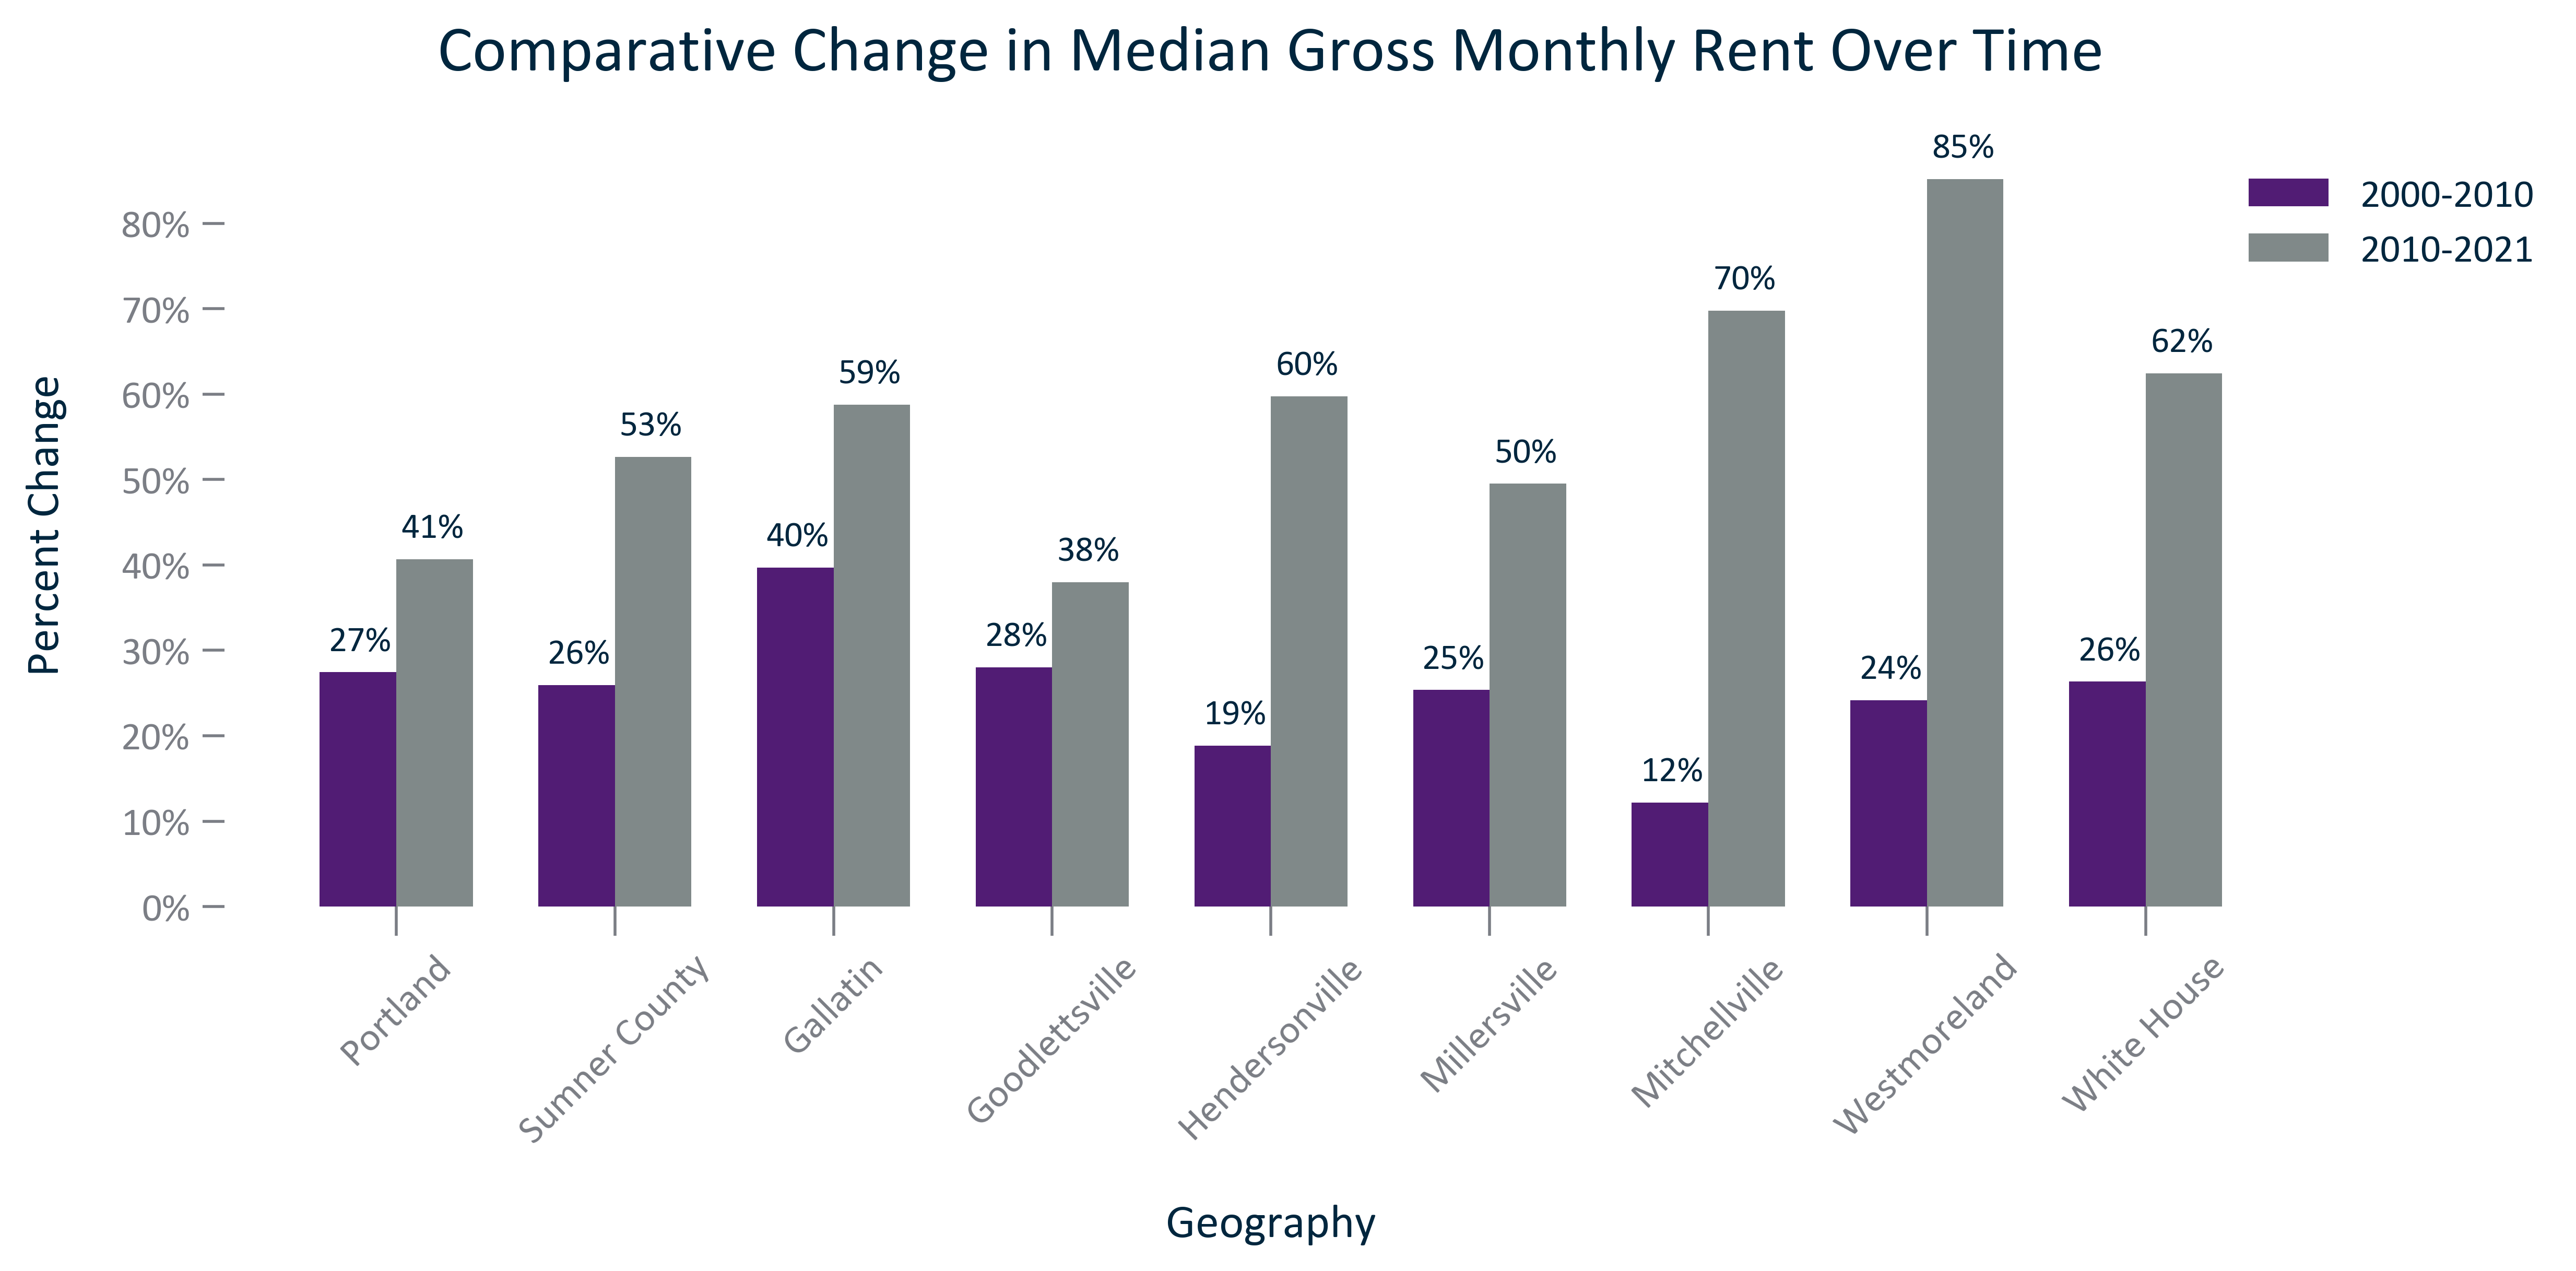 Comparative Change in Median Gross Monthly Rent Over Time
2000-2010
2010-2021
Percent Change
80%
70%
60%
50%
40%
30%
20%
10%
0%
27%
41%
26%
53%
40%
59%
28%
38%
19%
60%
25%
50%
12%
70%
24%
85%
26%
62%
Portland
Sumner County
Gallatin
Goodlettsville
Hendersonville
Millersville
Mitchellville
Westmoreland
White House
Geography